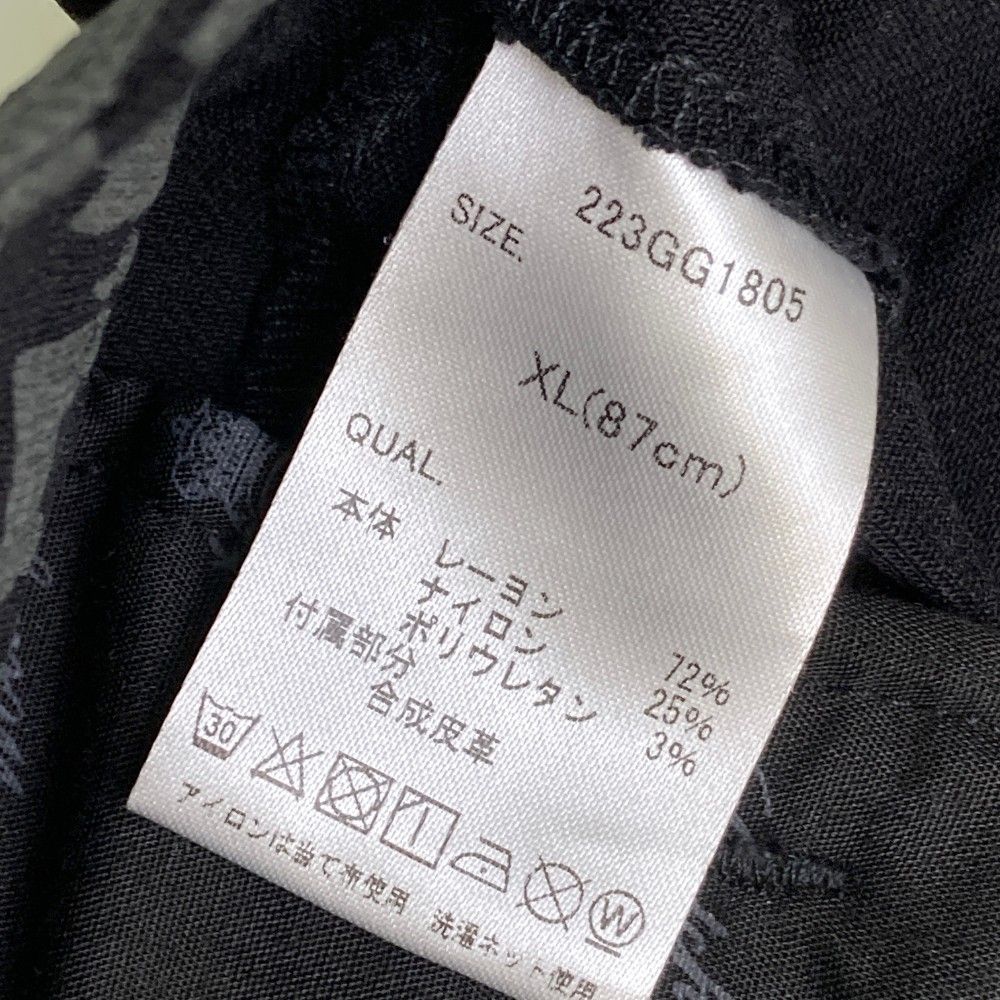 223GG1805
SIZE.
XL(87cm)
QUAL.
本体 レーヨン 72%
ナイロン 25%
ポリウレタン 3%
付属部分
合成皮革
30
W
アイロンは当て布使用 洗濯ネット使用